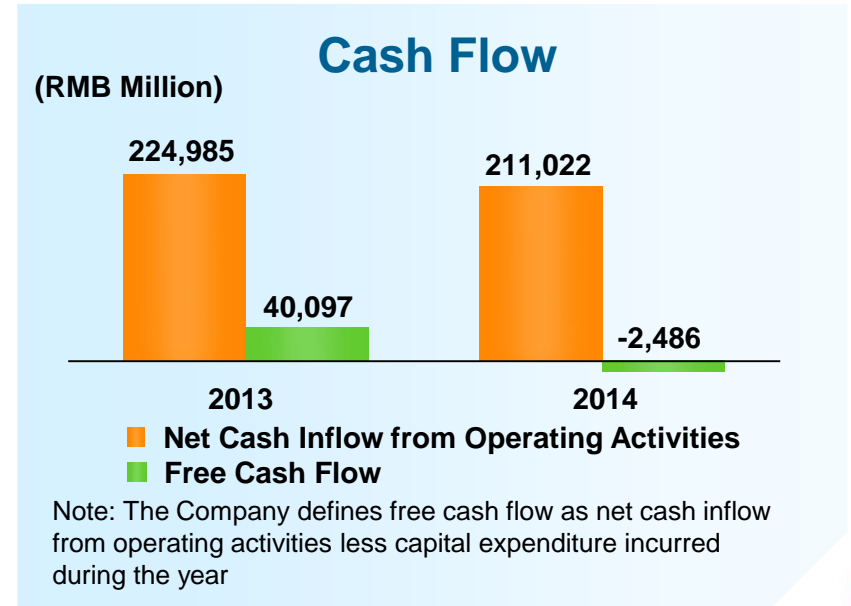 Cash Flow
(RMB Million)
224,985
211,022
40,097
-2,486
2013
2014
Net Cash Inflow from Operating Activities
Free Cash Flow
Note: The Company defines free cash flow as net cash inflow
from operating activities less capital expenditure incurred
during the year